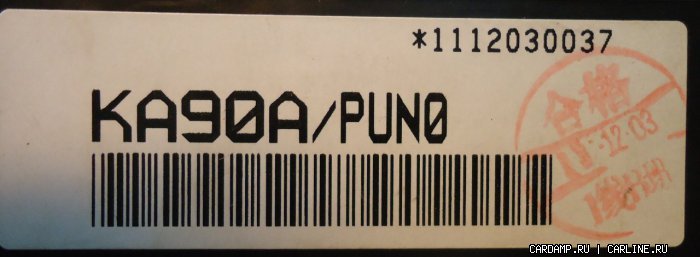 *1112030037
KA90A/PUN0
合格
-12.03
CARDAMP.RU | CARLINE.RU